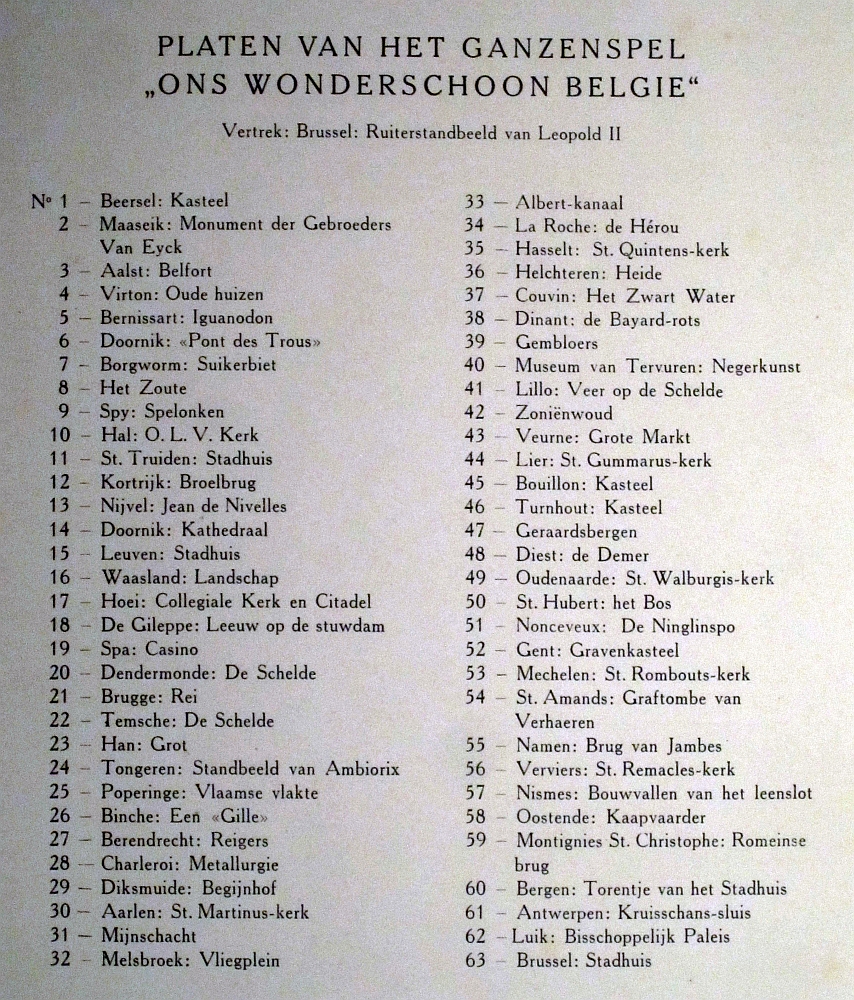 PLATEN VAN HET GANZENSPEL
„ONS WONDERSCHOON BELGIE“
Vertrek: Brussel: Ruiterstandbeeld van Leopold II
Nº 1 – Beersel: Kasteel
2 – Maaseik: Monument der Gebroeders
Van Eyck
3 – Aalst: Belfort
4 – Virton: Oude huizen
5 – Bernissart: Iguanodon
6 – Doornik: «Pont des Trous»
7 – Borgworm: Suikerbiet
8 – Het Zoute
9 – Spy: Spelonken
10 – Hal: O. L. V. Kerk
11 – St. Truiden: Stadhuis
12 – Kortrijk: Broelbrug
13 – Nijvel: Jean de Nivelles
14 – Doornik: Kathedraal
15 – Leuven: Stadhuis
16 – Waasland: Landschap
17 – Hoei: Collegiale Kerk en Citadel
18 – De Gileppe: Leeuw op de stuwdam
19 – Spa: Casino
20 – Dendermonde: De Schelde
21 – Brugge: Rei
22 – Temsche: De Schelde
23 – Han: Grot
24 – Tongeren: Standbeeld van Ambiorix
25 – Poperinge: Vlaamse vlakte
26 – Binche: Een «Gille»
27 – Berendrecht: Reigers
28 – Charleroi: Metallurgie
29 – Diksmuide: Begijnhof
30 – Aarlen: St. Martinus-kerk
31 – Mijnschacht
32 – Melsbroek: Vliegplein
33 – Albert-kanaal
34 – La Roche: de Hérou
35 – Hasselt: St. Quintens-kerk
36 – Helchteren: Heide
37 – Couvin: Het Zwart Water
38 – Dinant: de Bayard-rots
39 – Gembloers
40 – Museum van Tervuren: Negerkunst
41 – Lillo: Veer op de Schelde
42 – Zoniënwoud
43 – Veurne: Grote Markt
44 – Lier: St. Gummarus-kerk
45 – Bouillon: Kasteel
46 – Turnhout: Kasteel
47 – Geraardsbergen
48 – Diest: de Demer
49 – Oudenaarde: St. Walburgis-kerk
50 – St. Hubert: het Bos
51 – Nonceveux: De Ninglinspo
52 – Gent: Gravenkasteel
53 – Mechelen: St. Rombouts-kerk
54 – St. Amands: Graftombe van
Verhaeren
55 – Namen: Brug van Jambes
56 – Verviers: St. Remacles-kerk
57 – Nismes: Bouwvallen van het leenslot
58 – Oostende: Kaapvaarder
59 – Montignies St. Christophe: Romeinse
brug
60 – Bergen: Torentje van het Stadhuis
61 – Antwerpen: Kruisschans-sluis
62 – Luik: Bisschoppelijk Paleis
63 – Brussel: Stadhuis